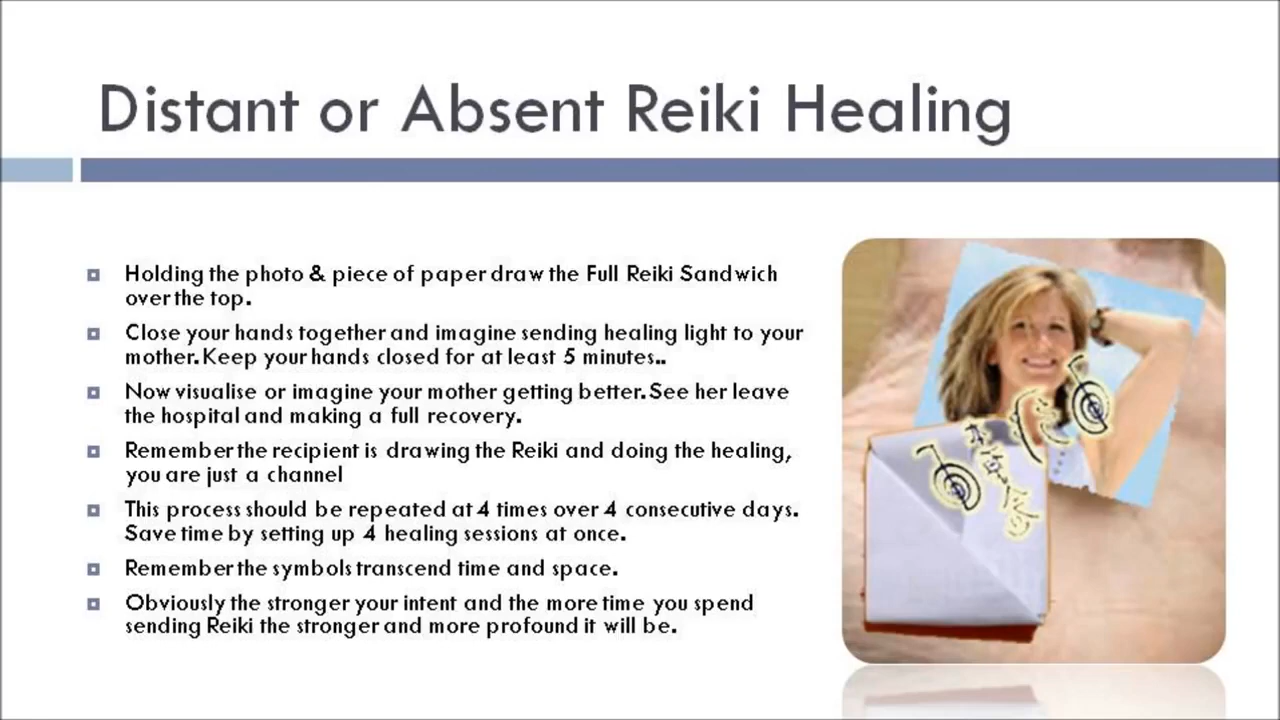 Distant or Absent Reiki Healing
Holding the photo & piece of paper draw the Full Reiki Sandwich
over the top.
Close your hands together and imagine sending healing light to your
mother. Keep your hands closed for at least 5 minutes..
Now visualise or imagine your mother getting better. See her leave
the hospital and making a full recovery.
Remember the recipient is drawing the Reiki and doing the healing,
you are just a channel
This process should be repeated at 4 times over 4 consecutive days.
Save time by setting up 4 healing sessions at once.
Remember the symbols transcend time and space.
Obviously the stronger your intent and the more time you spend
sending Reiki the stronger and more profound it will be.